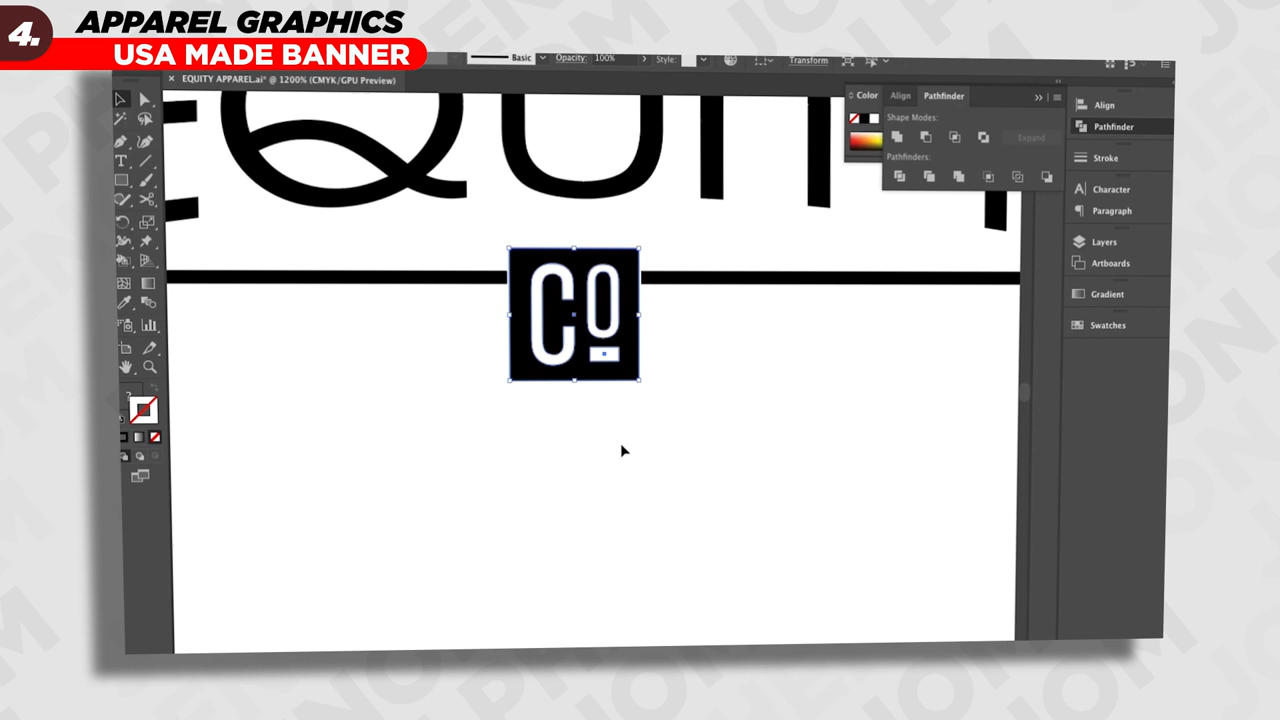 4.
APPAREL GRAPHICS
USA MADE BANNER
Basic
Opacity: 100%
Style:
Transform
× EQUITY APPAREL.ai* @ 1200% (CMYK/GPU Preview)
EQUIT
Co
Color
Align
Pathfinder
Shape Modes:
Expand
Pathfinders:
Align
Pathfinder
Stroke
Character
Paragraph
Layers
Artboards
Gradient
Swatches